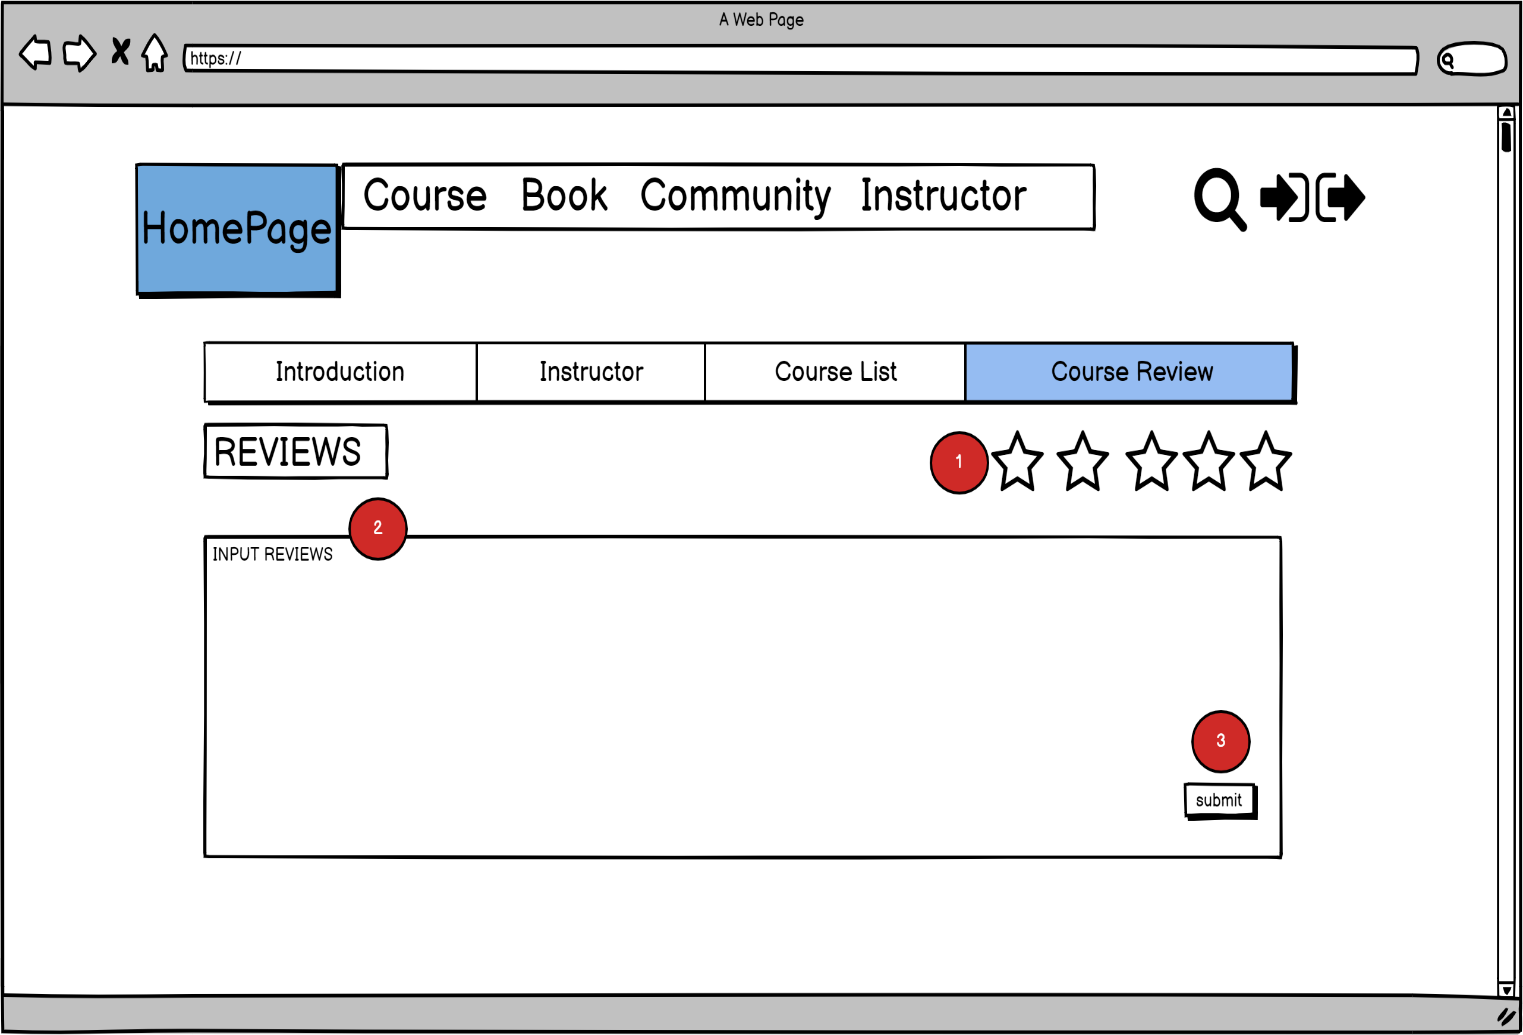 A Web Page
https://
HomePage
Course Book Community Instructor
Introduction Instructor Course List Course Review
REVIEWS
1
2
INPUT REVIEWS
3
submit